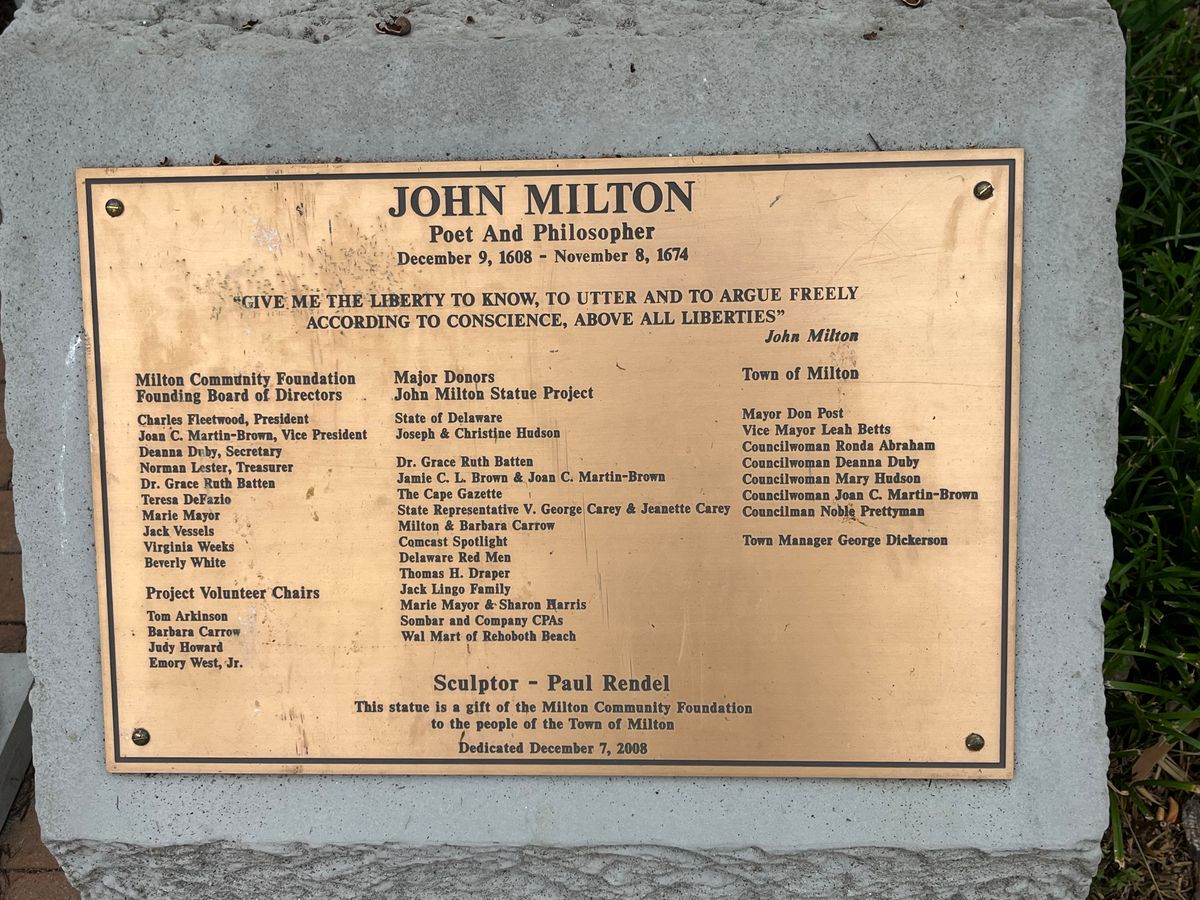 JOHN MILTON
Poet And Philosopher
December 9, 1608 - November 8, 1674
"GIVE ME THE LIBERTY TO KNOW, TO UTTER AND TO ARGUE FREELY
ACCORDING TO CONSCIENCE, ABOVE ALL LIBERTIES"
John Milton
Milton Community Foundation
Founding Board of Directors
Charles Fleetwood, President
Joan C. Martin-Brown, Vice President
Deanna Duby, Secretary
Norman Lester, Treasurer
Dr. Grace Ruth Batten
Teresa DeFazio
Marie Mayor
Jack Vessels
Virginia Weeks
Beverly White
Project Volunteer Chairs
Tom Arkinson
Barbara Carrow
Judy Howard
Emory West, Jr.
Major Donors
John Milton Statue Project
State of Delaware
Joseph & Christine Hudson
Dr. Grace Ruth Batten
Jamie C. L. Brown & Joan C. Martin-Brown
The Cape Gazette
State Representative V. George Carey & Jeanette Carey
Milton & Barbara Carrow
Comcast Spotlight
Delaware Red Men
Thomas H. Draper
Jack Lingo Family
Marie Mayor & Sharon Harris
Sombar and Company CPAs
Wal Mart of Rehoboth Beach
Town of Milton
Mayor Don Post
Vice Mayor Leah Betts
Councilwoman Ronda Abraham
Councilwoman Deanna Duby
Councilwoman Mary Hudson
Councilwoman Joan C. Martin-Brown
Councilman Noble Prettyman
Town Manager George Dickerson
Sculptor - Paul Rendel
This statue is a gift of the Milton Community Foundation
to the people of the Town of Milton
Dedicated December 7, 2008